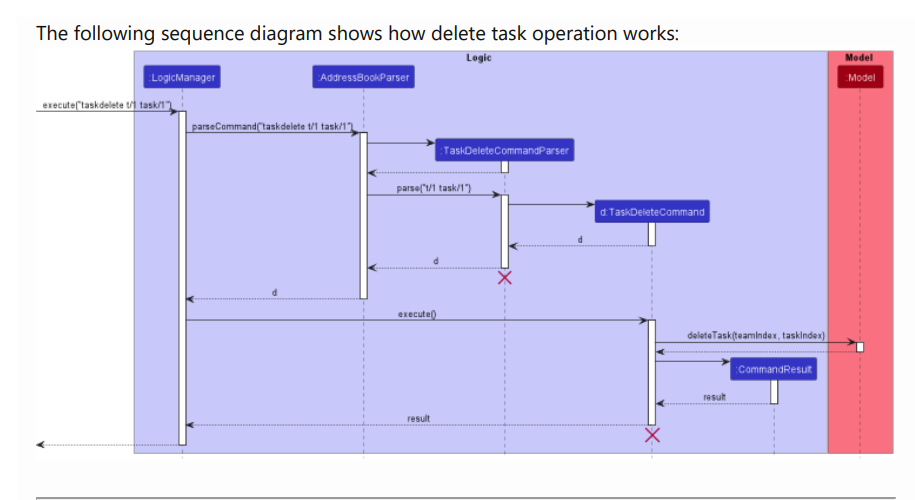 The following sequence diagram shows how delete task operation works:
Logic
Model
:LogicManager
:AddressBookParser
:Model
execute("taskdelete t/1 task/1")
parseCommand("taskdelete t/1 task/1")
:TaskDeleteCommandParser
parse("t/1 task/1")
d:TaskDeleteCommand
d
d
d
execute()
deleteTask(teamIndex, taskIndex)
:CommandResult
result
result